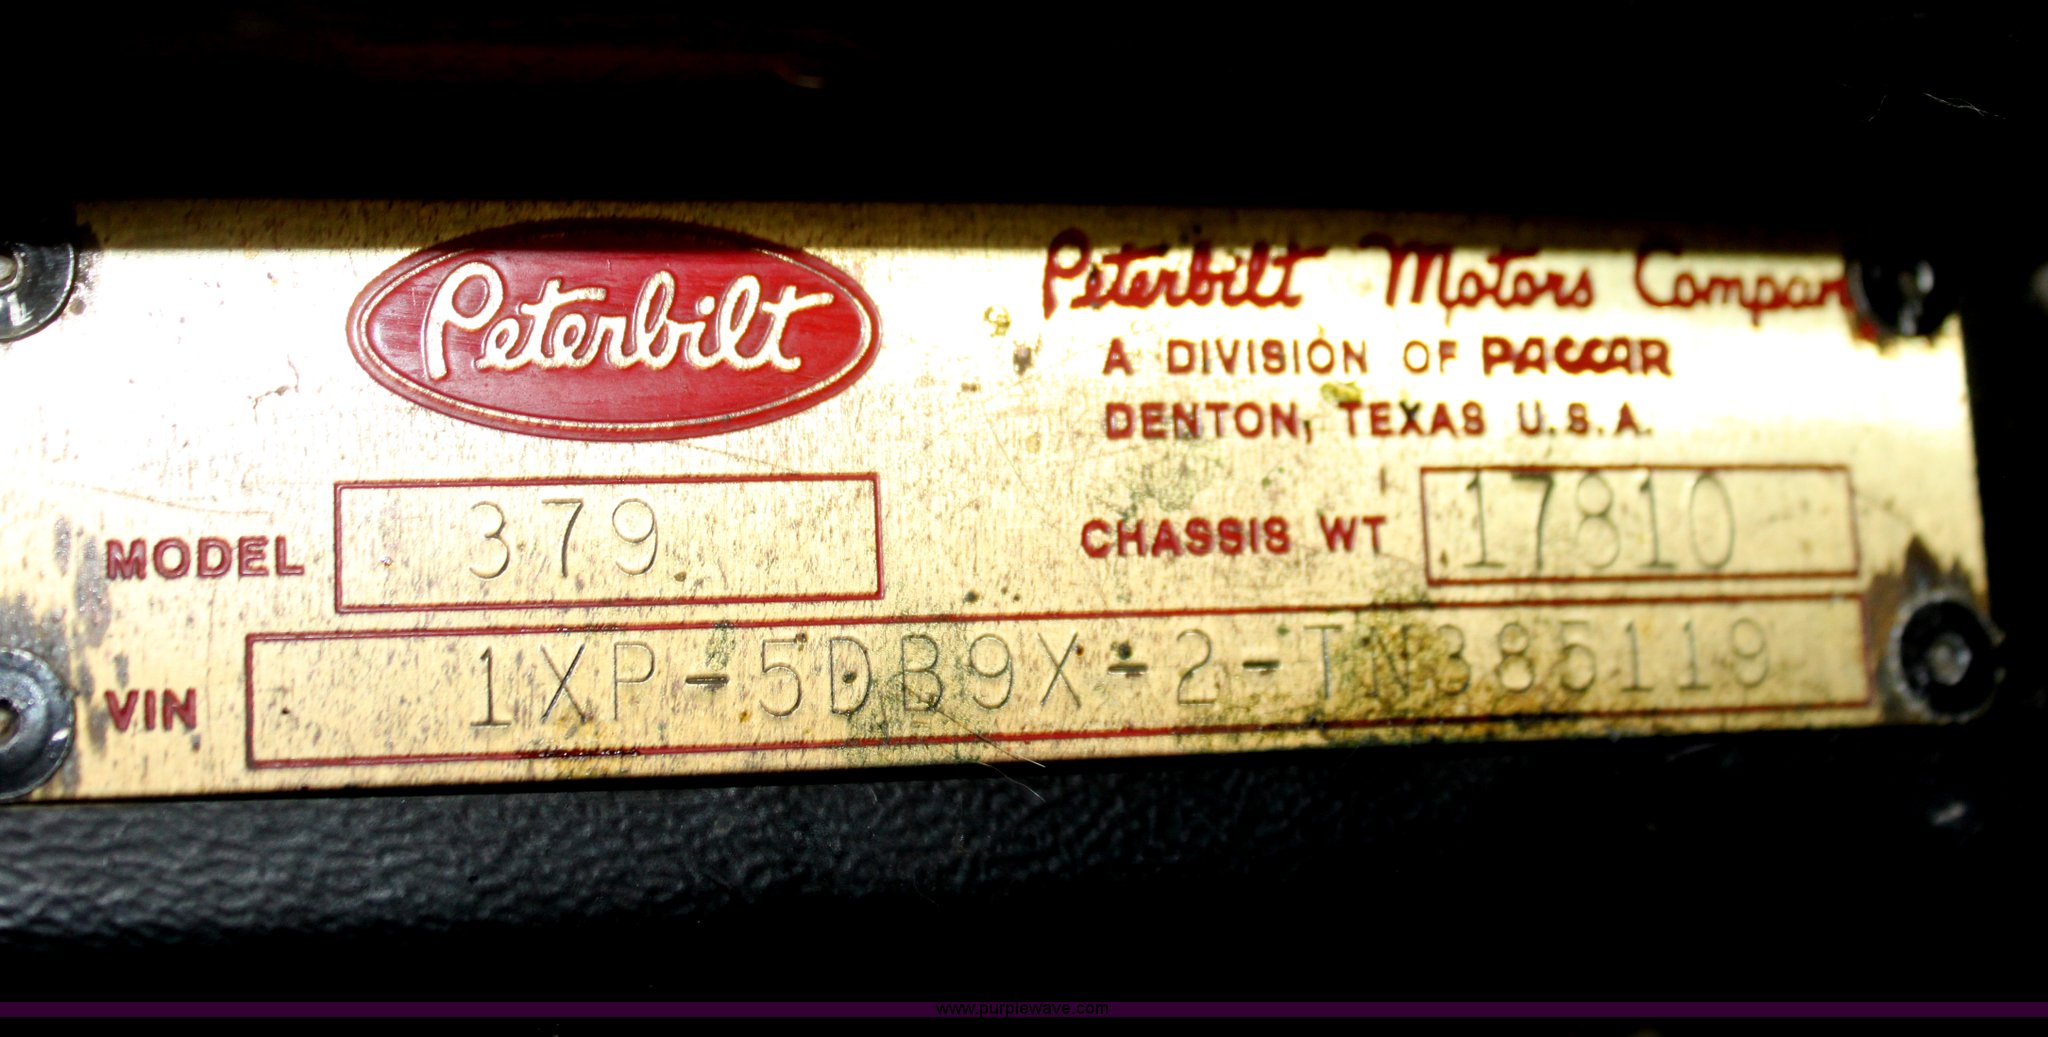 Peterbilt
Peterbilt Motors Company
A DIVISION OF PACCAR
DENTON, TEXAS U.S.A.
MODEL 379
CHASSIS WT 17810
VIN 1XP-5DB9X-2-TN385119
www.purplewave.com